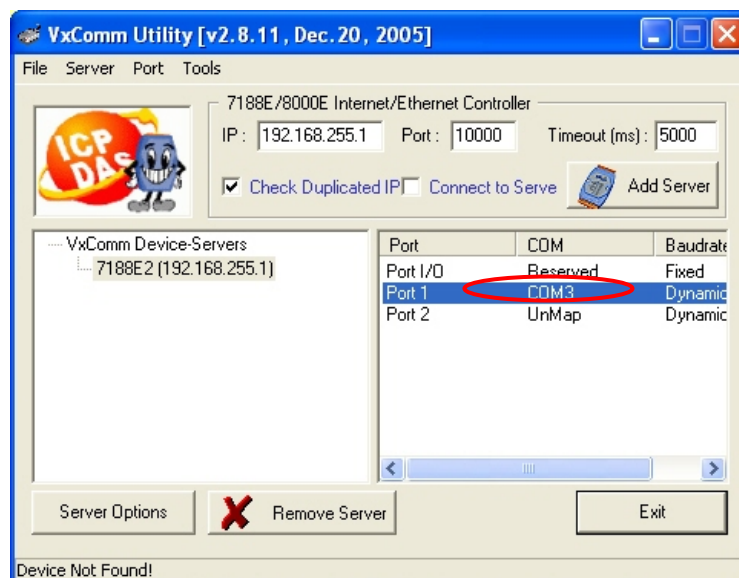 VxComm Utility [v2.8.11, Dec.20, 2005]
File Server Port Tools
7188E/8000E Internet/Ethernet Controller
ICP
DAS
IP : 192.168.255.1 Port : 10000 Timeout (ms) : 5000
Check Duplicated IP Connect to Serve Add Server
VxComm Device-Servers
7188E2 (192.168.255.1)
Port COM Baudrate
Port I/O Reserved Fixed
Port 1 COM3 Dynamic
Port 2 UnMap Dynamic
Server Options Remove Server Exit
Device Not Found!